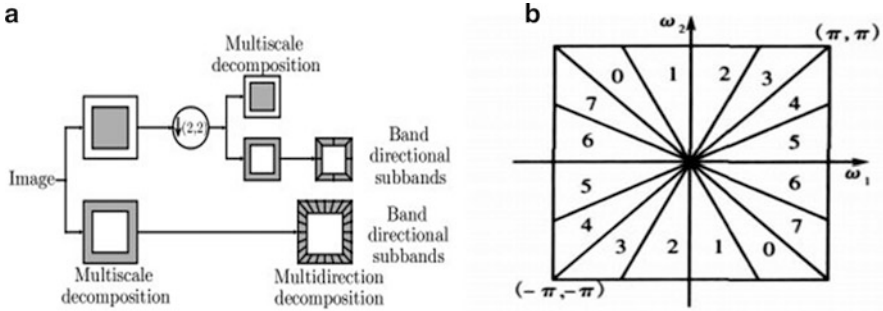 a
Multiscale
decomposition
(2,2)
Image
Band
directional
subbands
Band
directional
subbands
Multiscale
decomposition
Multidirection
decomposition
b
ω₂
(π,π)
0 1 2 3
7 4
6 5
ω₁
5 6
4 7
3 2 1 0
(-π,-π)